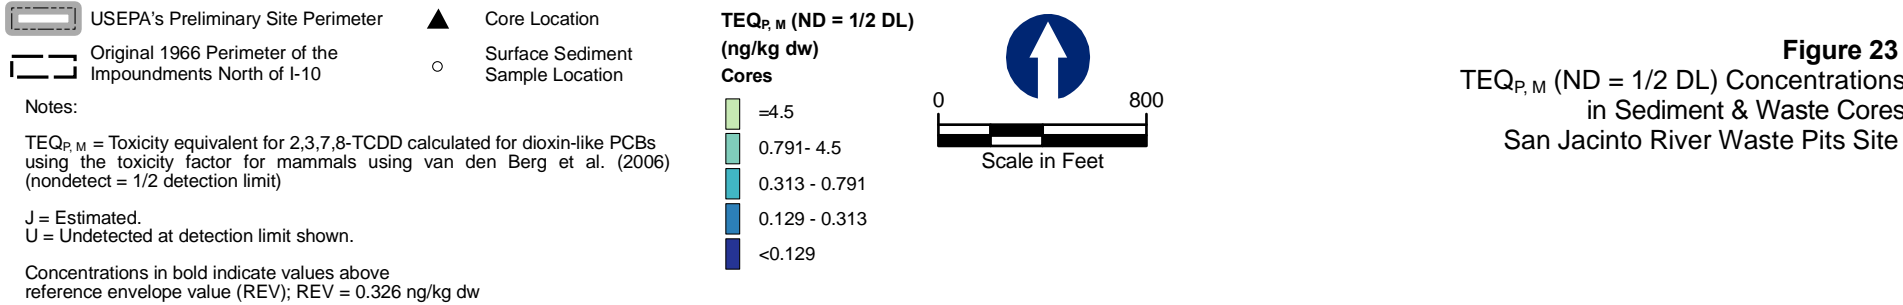 USEPA's Preliminary Site Perimeter
Original 1966 Perimeter of the
Impoundments North of I-10
Core Location
Surface Sediment
Sample Location
Notes:
TEQP, M = Toxicity equivalent for 2,3,7,8-TCDD calculated for dioxin-like PCBs
using the toxicity factor for mammals using van den Berg et al. (2006)
(nondetect = 1/2 detection limit)
J = Estimated.
U = Undetected at detection limit shown.
Concentrations in bold indicate values above
reference envelope value (REV); REV = 0.326 ng/kg dw
TEQP, M (ND = 1/2 DL)
(ng/kg dw)
Cores
=4.5
0.791- 4.5
0.313 - 0.791
0.129 - 0.313
<0.129
0 800
Scale in Feet
Figure 23
TEQP, M (ND = 1/2 DL) Concentrations
in Sediment & Waste Cores
San Jacinto River Waste Pits Site